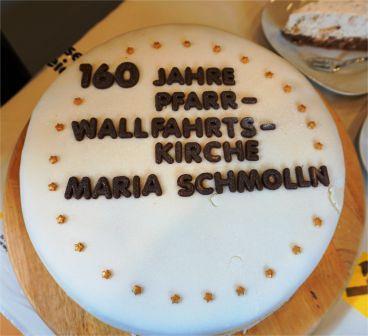 160 JAHRE
PFARR-
WALLFAHRTS-
KIRCHE
MARIA SCHMOLLN